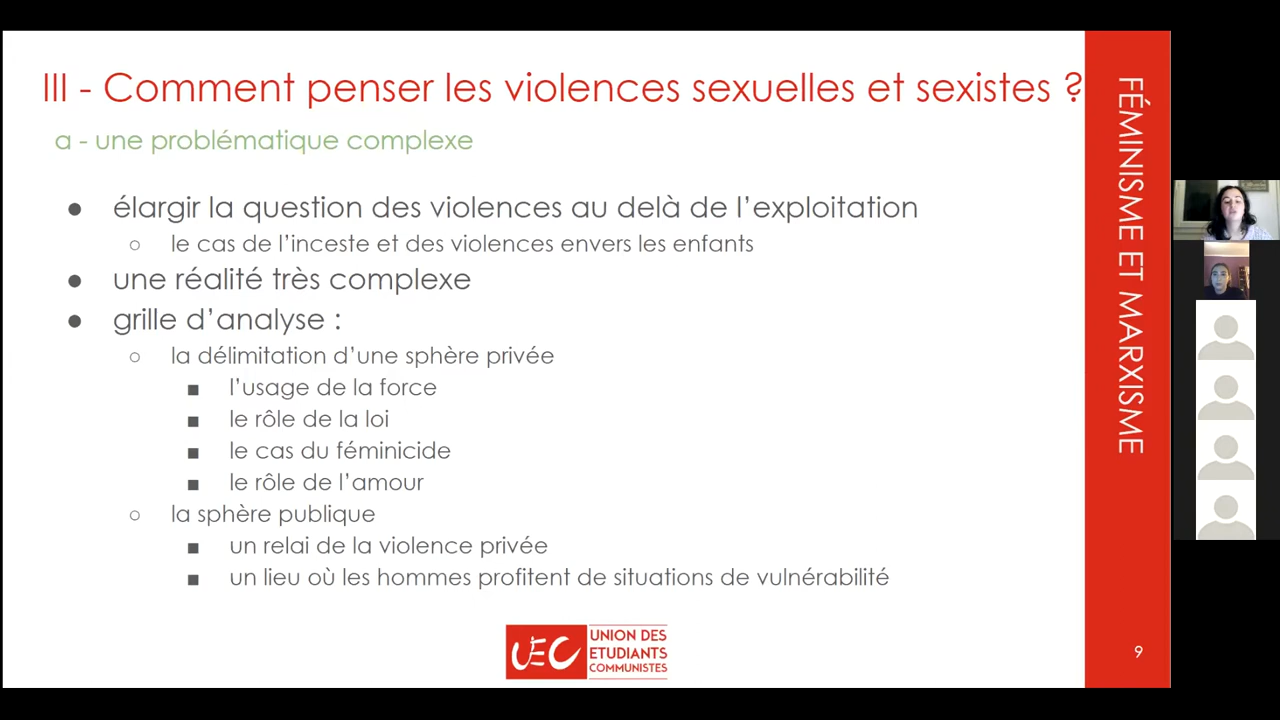 III - Comment penser les violences sexuelles et sexistes ?
a - une problématique complexe
● élargir la question des violences au delà de l’exploitation
○ le cas de l’inceste et des violences envers les enfants
● une réalité très complexe
● grille d’analyse :
○ la délimitation d’une sphère privée
■ l’usage de la force
■ le rôle de la loi
■ le cas du féminicide
■ le rôle de l’amour
○ la sphère publique
■ un relai de la violence privée
■ un lieu où les hommes profitent de situations de vulnérabilité
UEC
UNION DES
ETUDIANTS
COMMUNISTES
FÉMINISME ET MARXISME
9